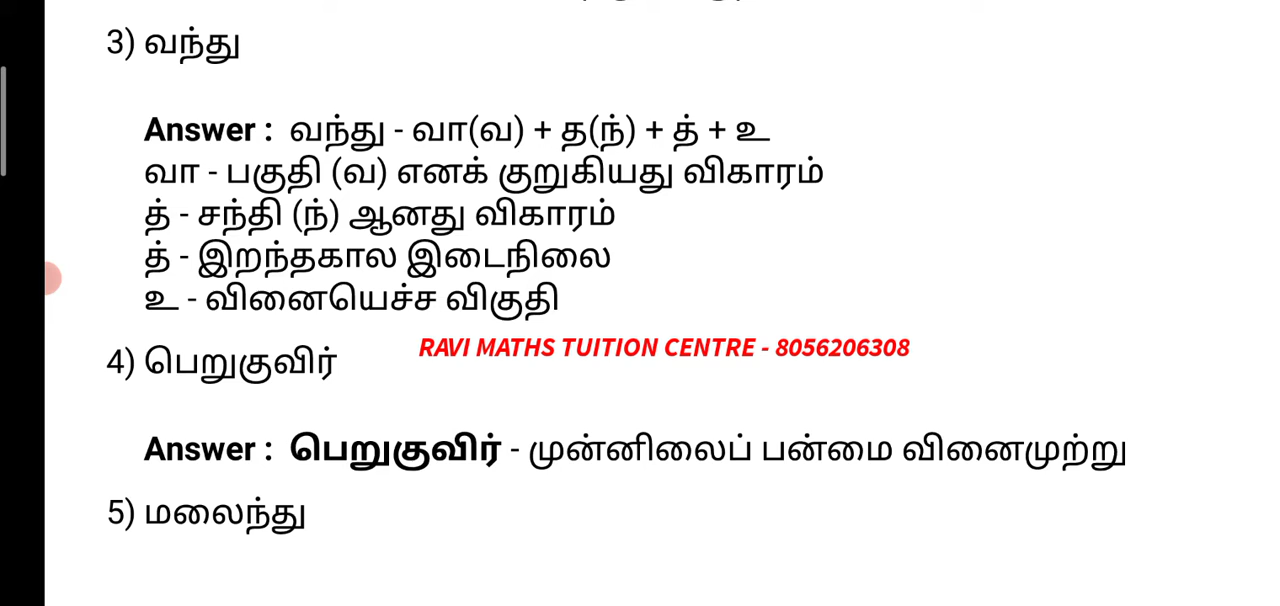 3) வந்து
Answer : வந்து - வா(வ) + த(ந்) + த் + உ
வா - பகுதி (வ) எனக் குறுகியது விகாரம்
த் - சந்தி (ந்) ஆனது விகாரம்
த் - இறந்தகால இடைநிலை
உ - வினையெச்ச விகுதி
4) பெறுகுவிர்
RAVI MATHS TUITION CENTRE - 8056206308
Answer : பெறுகுவிர் - முன்னிலைப் பன்மை வினைமுற்று
5) மலைந்து